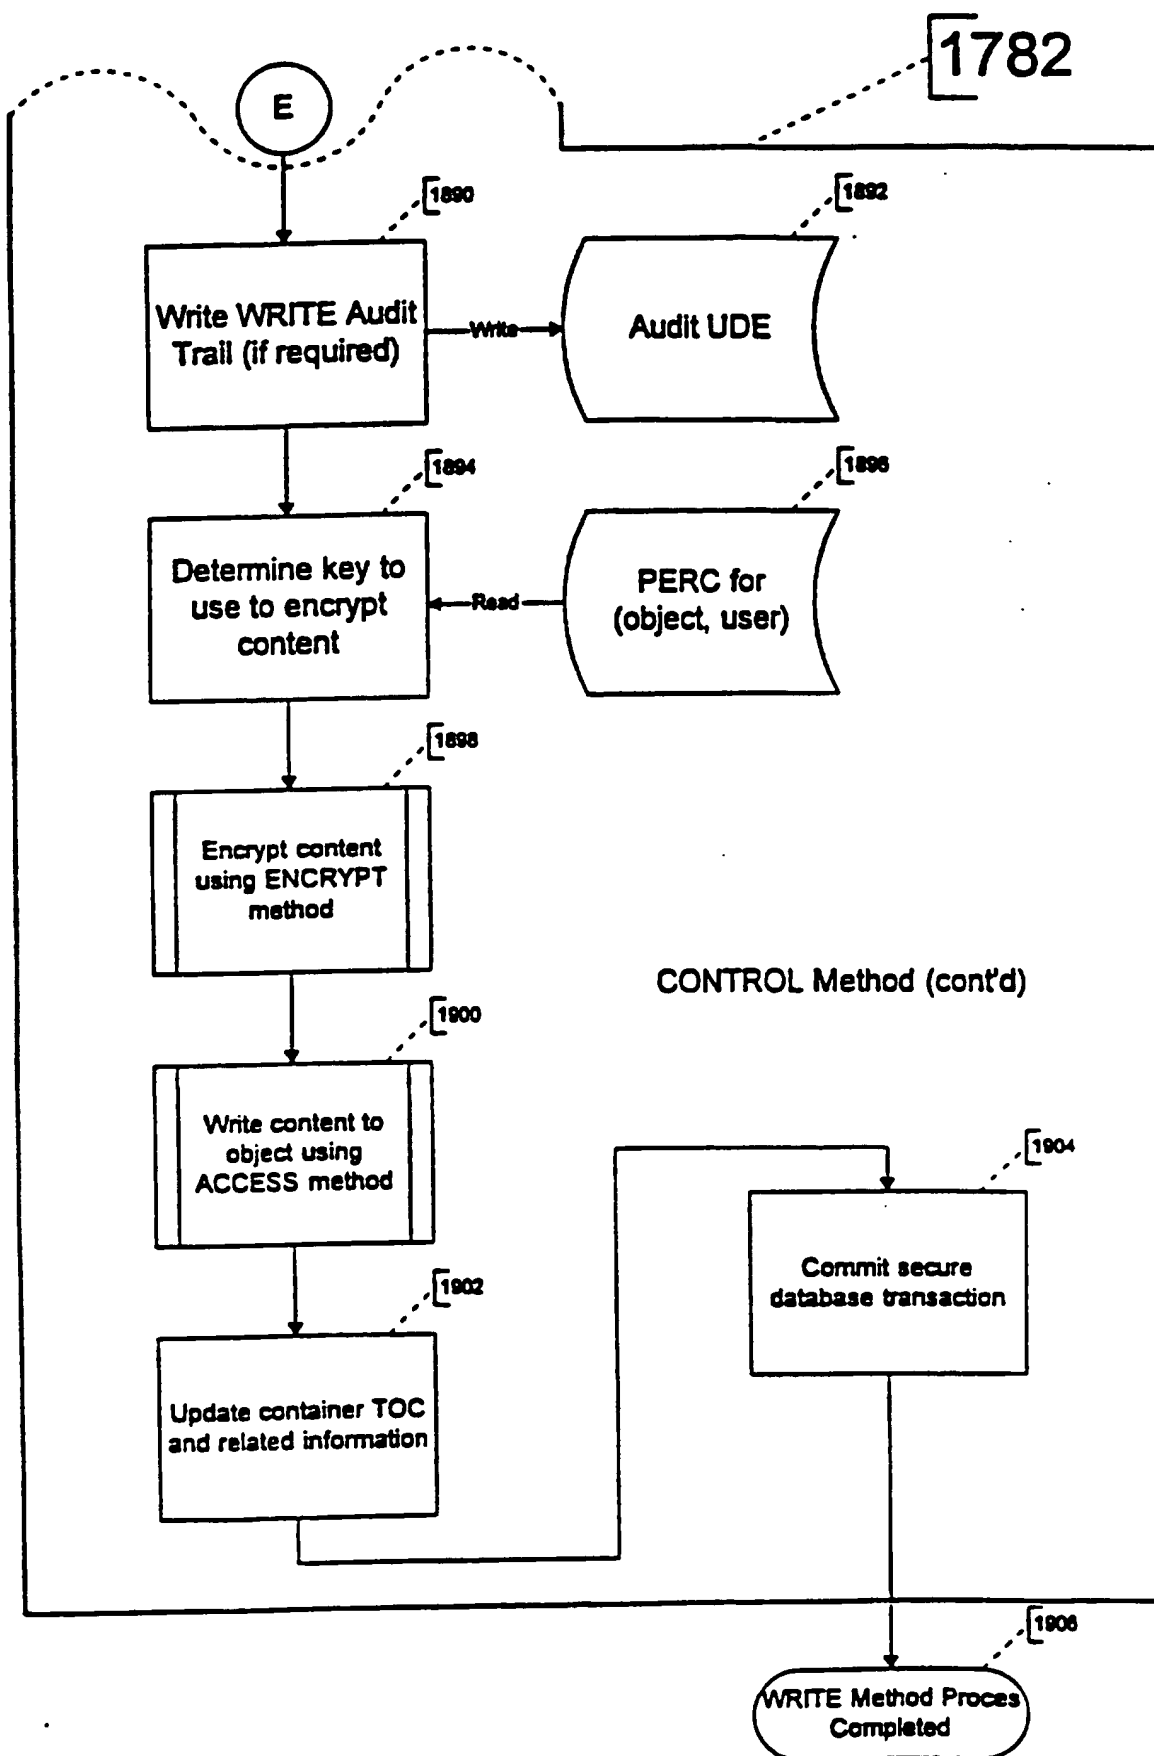 1782
E
1890
1892
Write WRITE Audit
Trail (if required)
Write
Audit UDE
1894
1896
Determine key to
use to encrypt
content
Read
PERC for
(object, user)
1898
Encrypt content
using ENCRYPT
method
CONTROL Method (cont'd)
1900
Write content to
object using
ACCESS method
1904
Commit secure
database transaction
1902
Update container TOC
and related information
1906
WRITE Method Proces
Completed